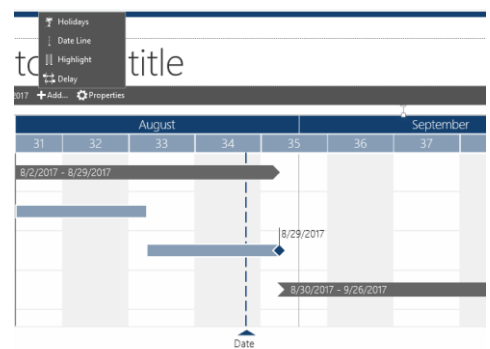 Holidays
Date Line
Highlight
title
Delay
2017 Add... Properties
August September
31 32 33 34 35 36 37
8/2/2017 - 8/29/2017
8/29/2017
8/30/2017 - 9/26/2017
Date